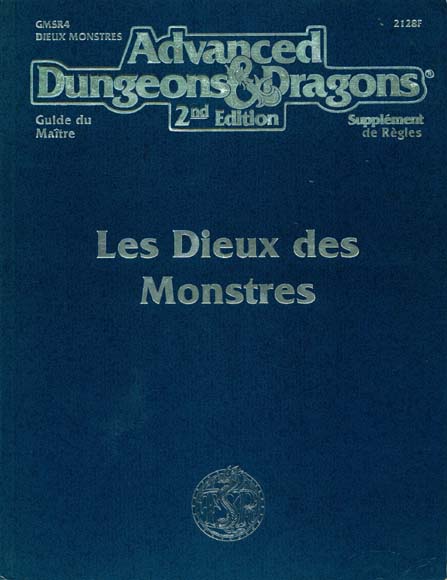 GMSR4
DIEUX MONSTRES
2128F
Advanced
Dungeons & Dragons®
2nd Edition
Guide du
Maître
Supplément
de Règles
Les Dieux des
Monstres
TSR